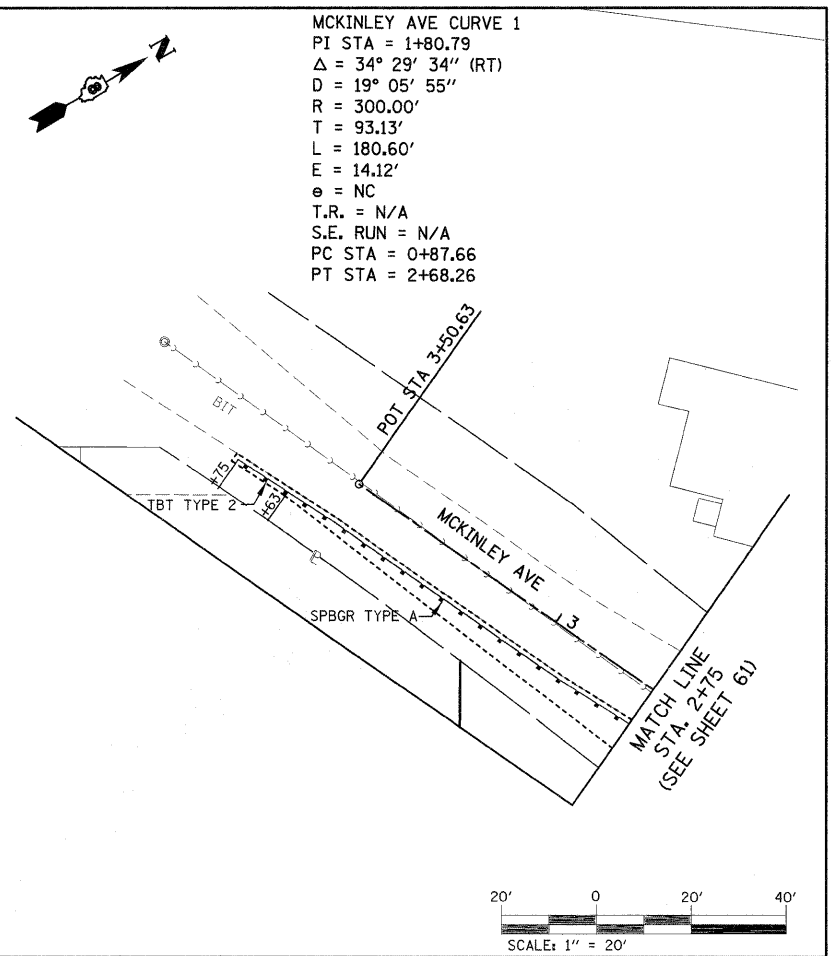 MCKINLEY AVE CURVE 1
PI STA = 1+80.79
Δ = 34° 29' 34" (RT)
D = 19° 05' 55"
R = 300.00'
T = 93.13'
L = 180.60'
E = 14.12'
e = NC
T.R. = N/A
S.E. RUN = N/A
PC STA = 0+87.66
PT STA = 2+68.26
N
POT STA 3+50.63
BIT
+75
TBT TYPE 2
+63
MCKINLEY AVE
P
SPBGR TYPE A
3
MATCH LINE
STA. 2+75
(SEE SHEET 61)
20' 0 20' 40'
SCALE: 1" = 20'